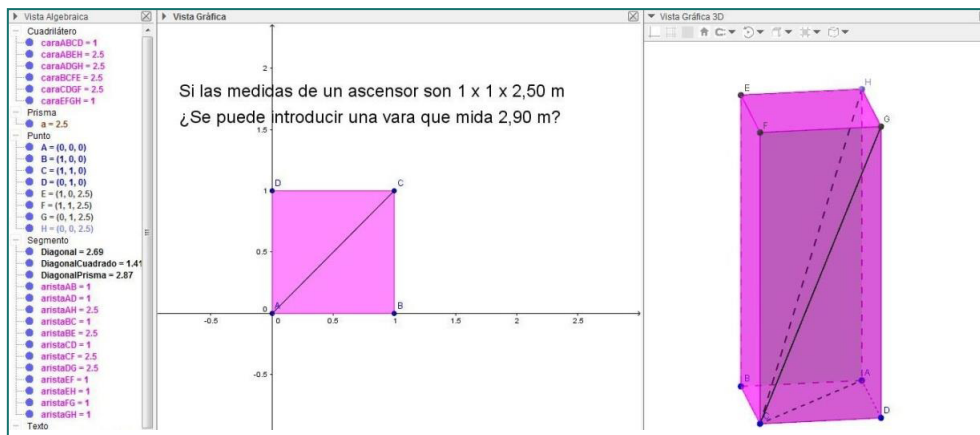 Vista Algebraica
Cuadrilátero
caraABCD = 1
caraABEH = 2.5
caraADGH = 2.5
caraBCFE = 2.5
caraCDGF = 2.5
caraEFGH = 1
Prisma
a = 2.5
Punto
A = (0, 0, 0)
B = (1, 0, 0)
C = (1, 1, 0)
D = (0, 1, 0)
E = (1, 0, 2.5)
F = (1, 1, 2.5)
G = (0, 1, 2.5)
H = (0, 0, 2.5)
Segmento
Diagonal = 2.69
DiagonalCuadrado = 1.41
DiagonalPrisma = 2.87
aristaAB = 1
aristaAD = 1
aristaAH = 2.5
aristaBC = 1
aristaBE = 2.5
aristaCD = 1
aristaCF = 2.5
aristaDG = 2.5
aristaEF = 1
aristaEH = 1
aristaFG = 1
aristaGH = 1
Texto
Vista Gráfica
Si las medidas de un ascensor son 1 x 1 x 2,50 m
¿Se puede introducir una vara que mida 2,90 m?
2
1.5
1
0.5
0
-0.5
-0.5
0
0.5
1
1.5
2
2.5
D
C
A
B
Vista Gráfica 3D
E
H
F
G
B
A
D